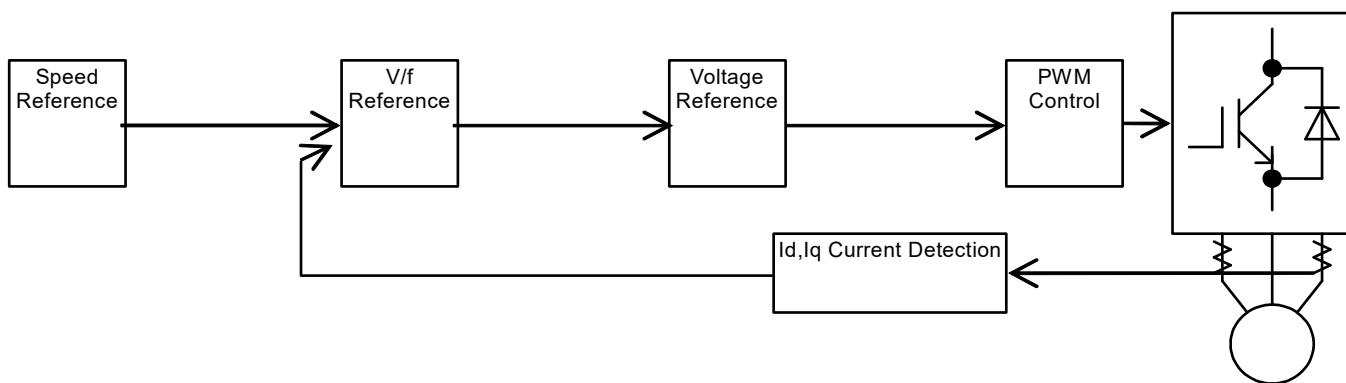 Speed
Reference
V/f
Reference
Voltage
Reference
PWM
Control
Id,Iq Current Detection